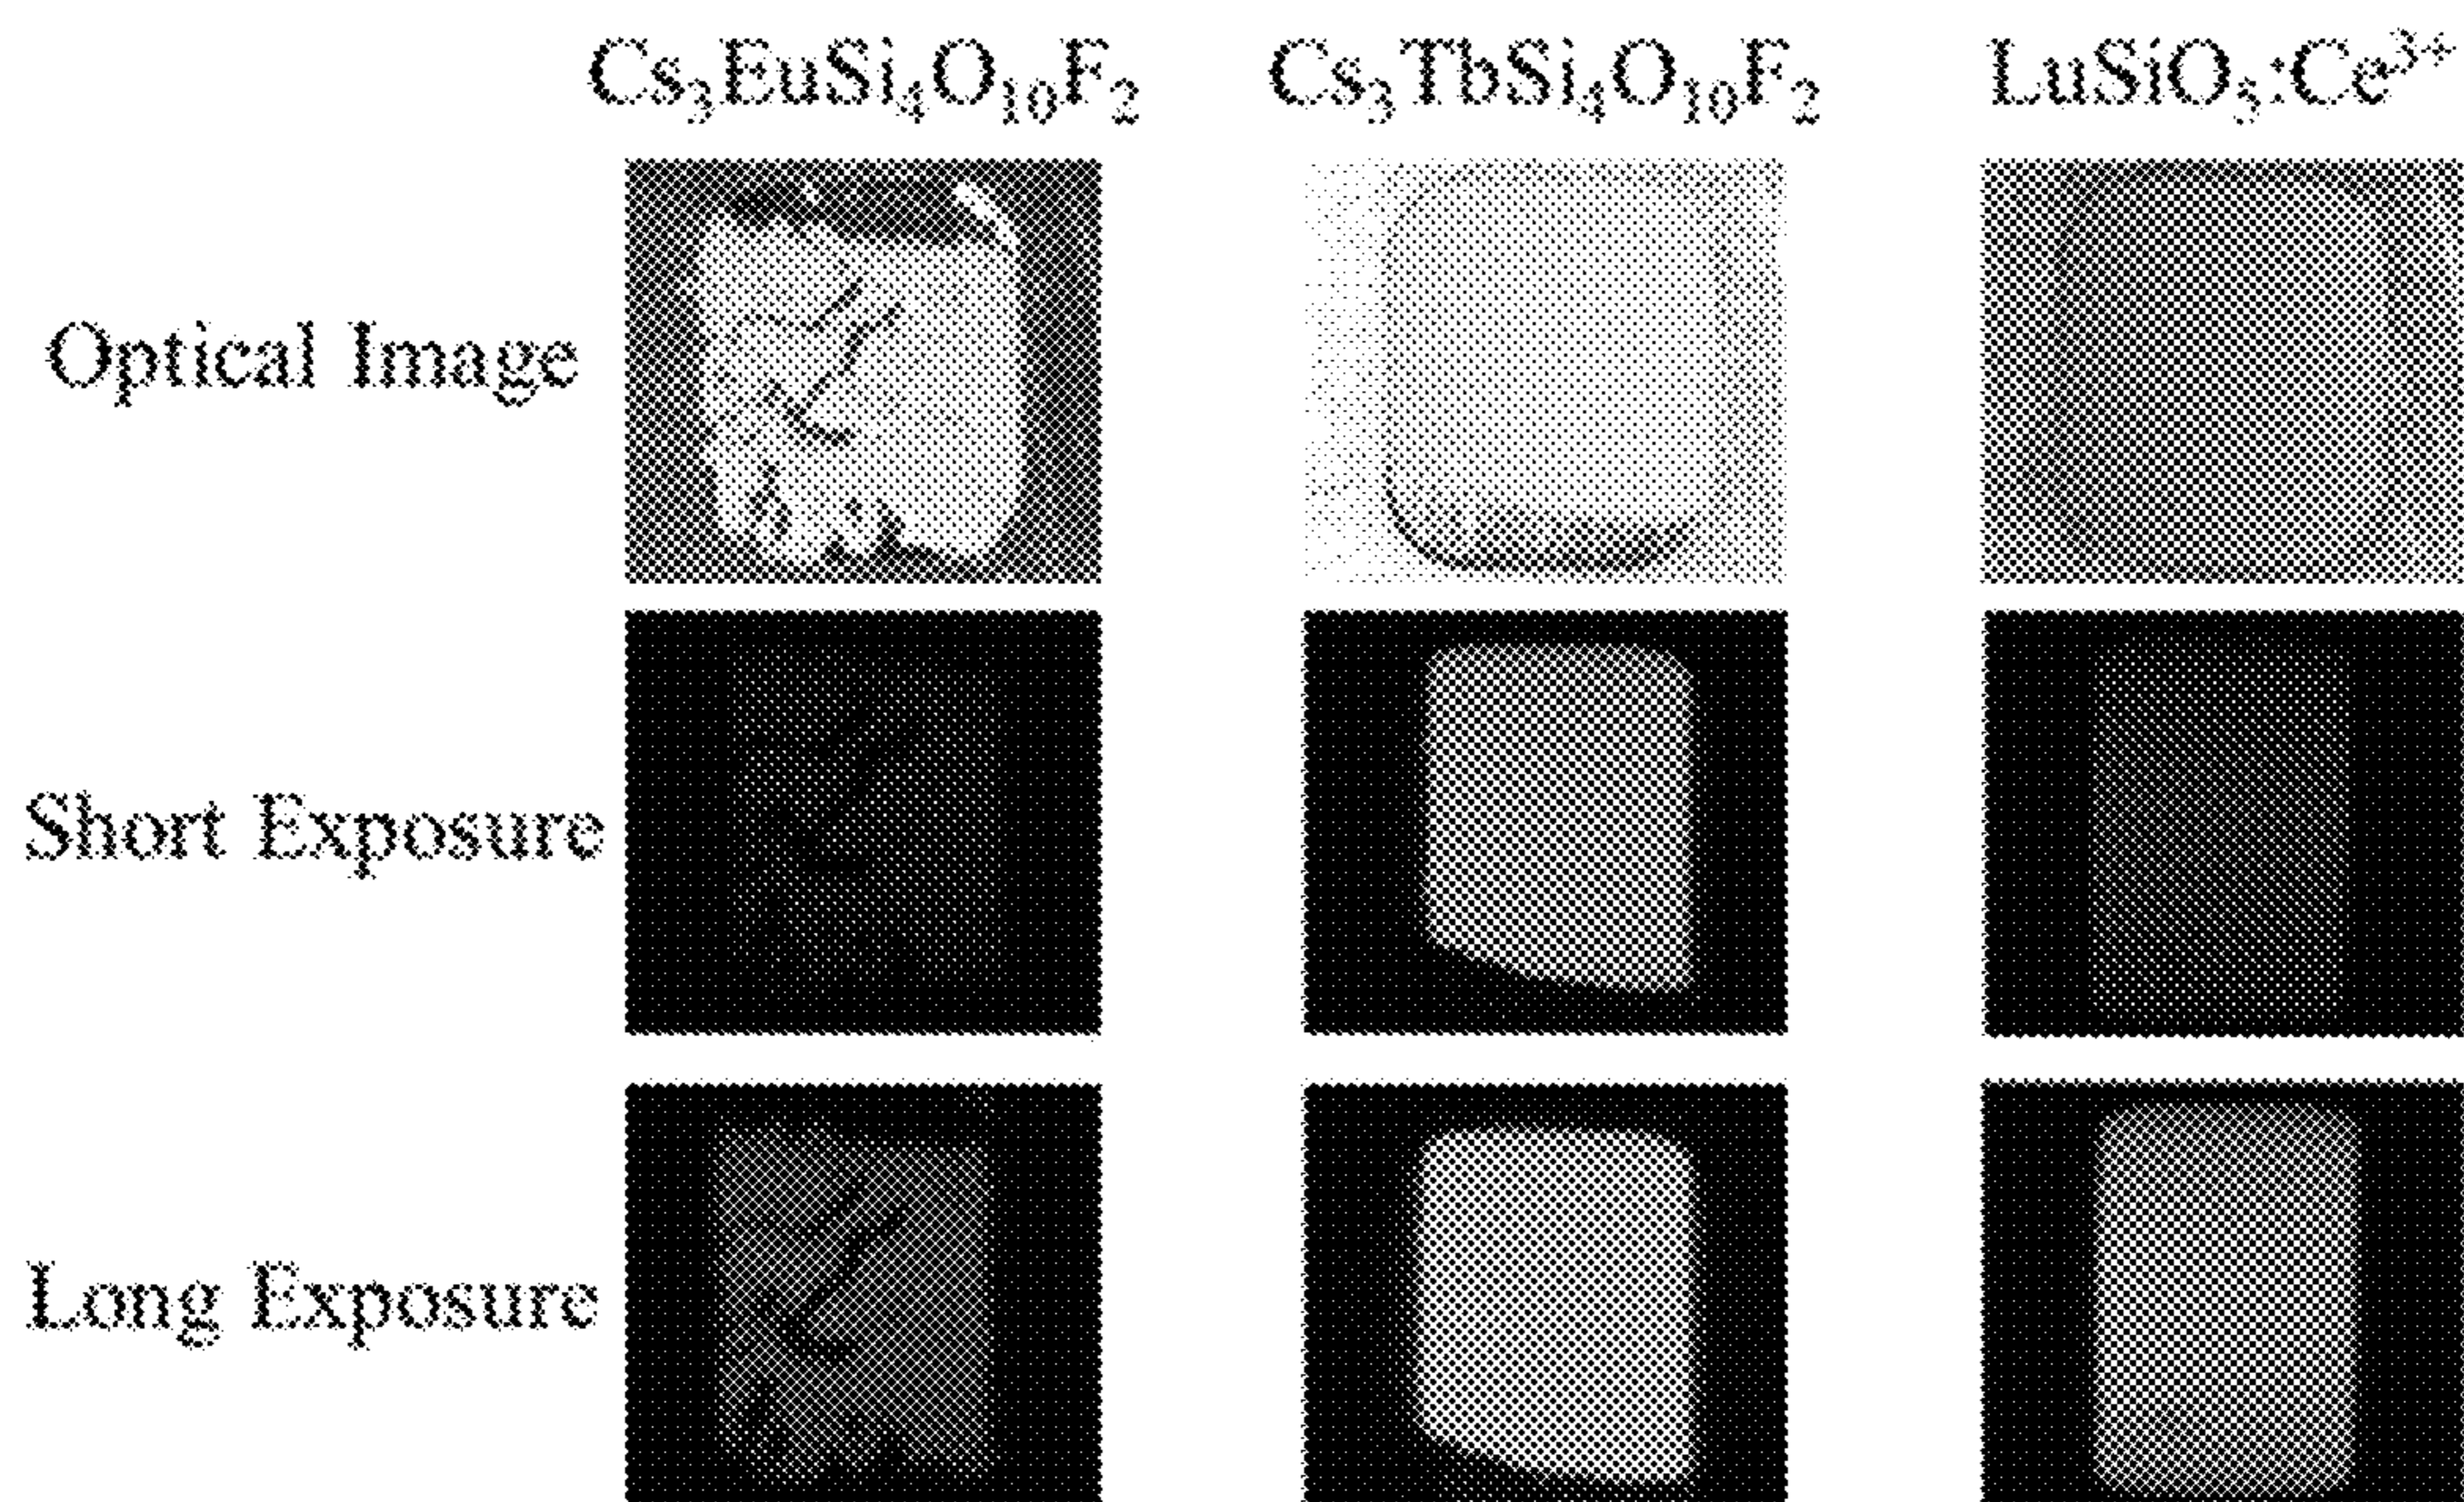 Cs₃EuSi₄O₁₀F₂ Cs₃TbSi₄O₁₀F₂ LuSiO₅:Ce³⁺
Optical Image
Short Exposure
Long Exposure